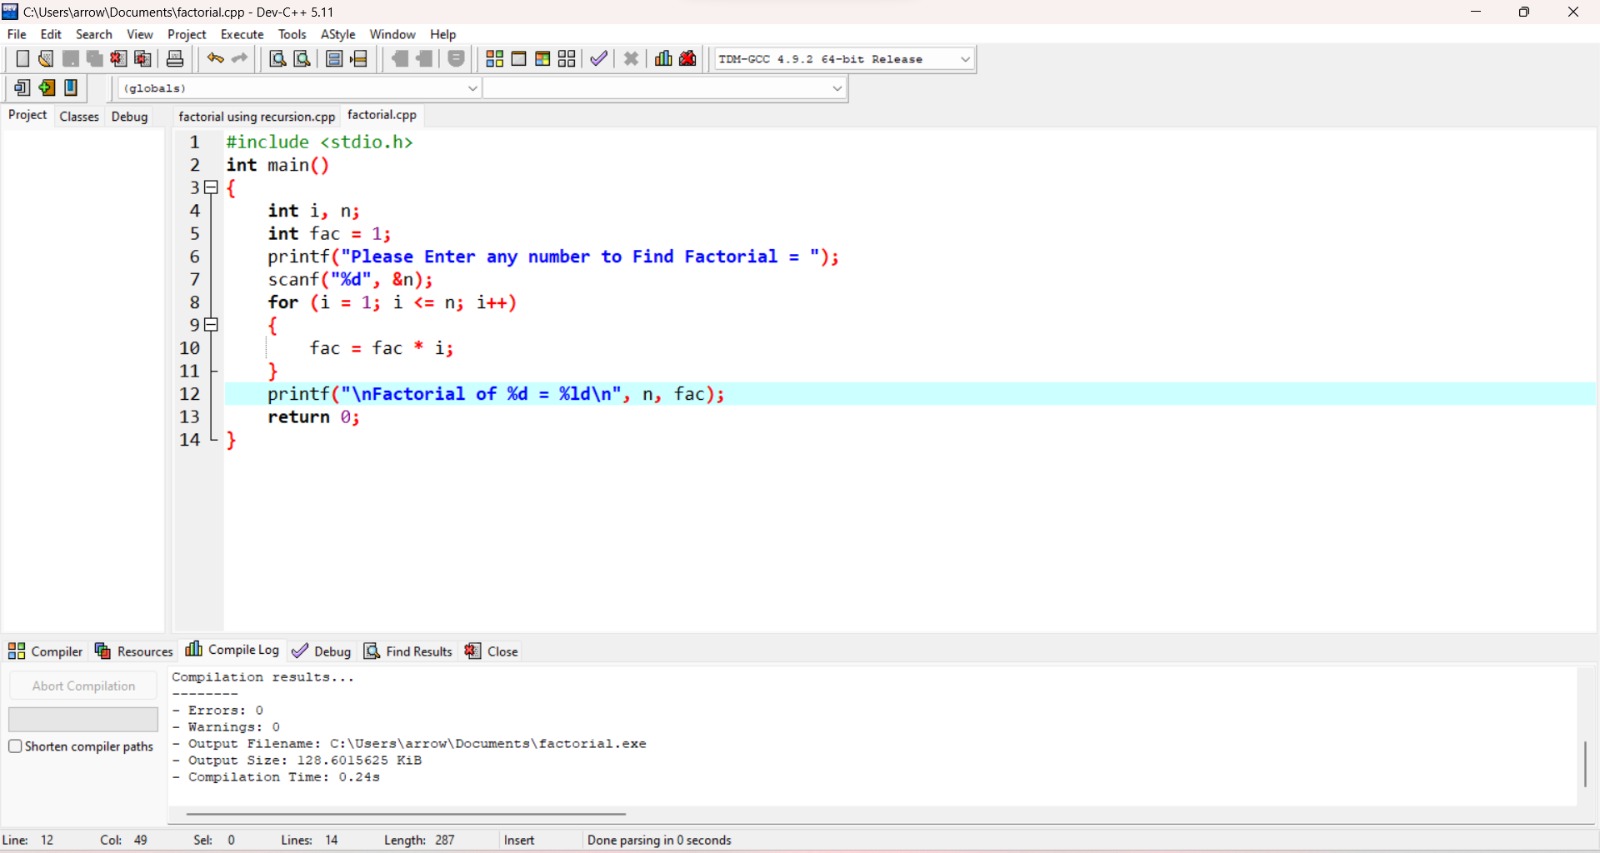 C:\Users\arrow\Documents\factorial.cpp - Dev-C++ 5.11
File Edit Search View Project Execute Tools AStyle Window Help
TDM-GCC 4.9.2 64-bit Release
(globals)
Project Classes Debug factorial using recursion.cpp factorial.cpp
1 #include <stdio.h>
2 int main()
3 {
4 int i, n;
5 int fac = 1;
6 printf("Please Enter any number to Find Factorial = ");
7 scanf("%d", &n);
8 for (i = 1; i <= n; i++)
9 {
10 fac = fac * i;
11 }
12 printf("\nFactorial of %d = %ld\n", n, fac);
13 return 0;
14 }
Compiler Resources Compile Log Debug Find Results Close
Abort Compilation
Shorten compiler paths
Compilation results...
--------
- Errors: 0
- Warnings: 0
- Output Filename: C:\Users\arrow\Documents\factorial.exe
- Output Size: 128.6015625 KiB
- Compilation Time: 0.24s
Line: 12 Col: 49 Sel: 0 Lines: 14 Length: 287 Insert Done parsing in 0 seconds